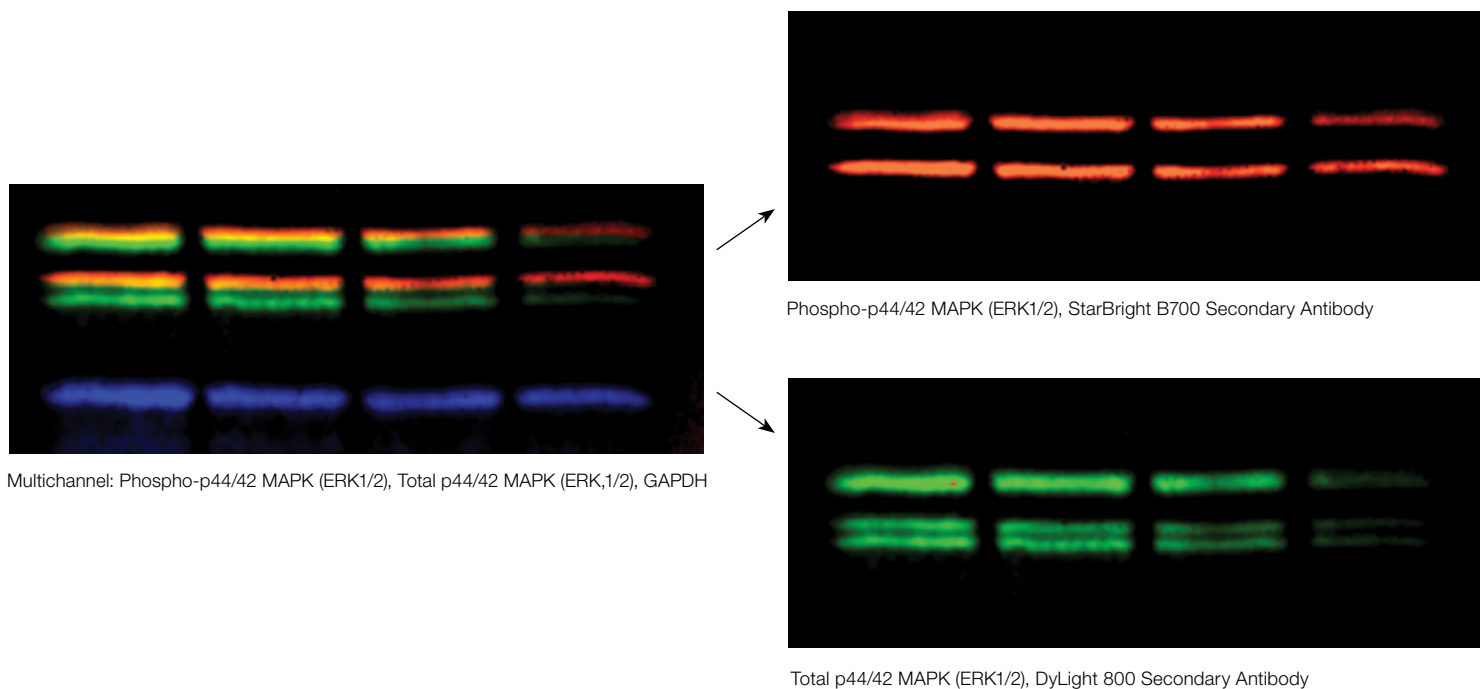 Phospho-p44/42 MAPK (ERK1/2), StarBright B700 Secondary Antibody
Multichannel: Phospho-p44/42 MAPK (ERK1/2), Total p44/42 MAPK (ERK,1/2), GAPDH
Total p44/42 MAPK (ERK1/2), DyLight 800 Secondary Antibody